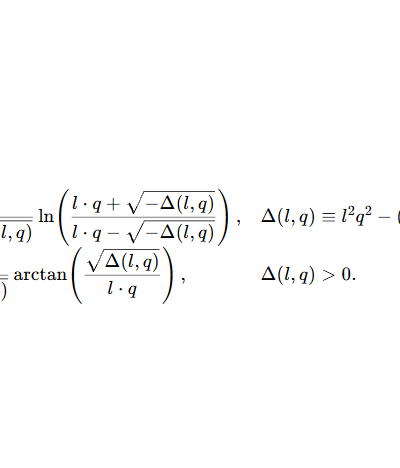 l, q) ln( (l · q + √−Δ(l, q)) / (l · q − √−Δ(l, q)) ) , Δ(l, q) ≡ l²q² − (
) arctan( √Δ(l, q) / (l · q) ) , Δ(l, q) > 0.